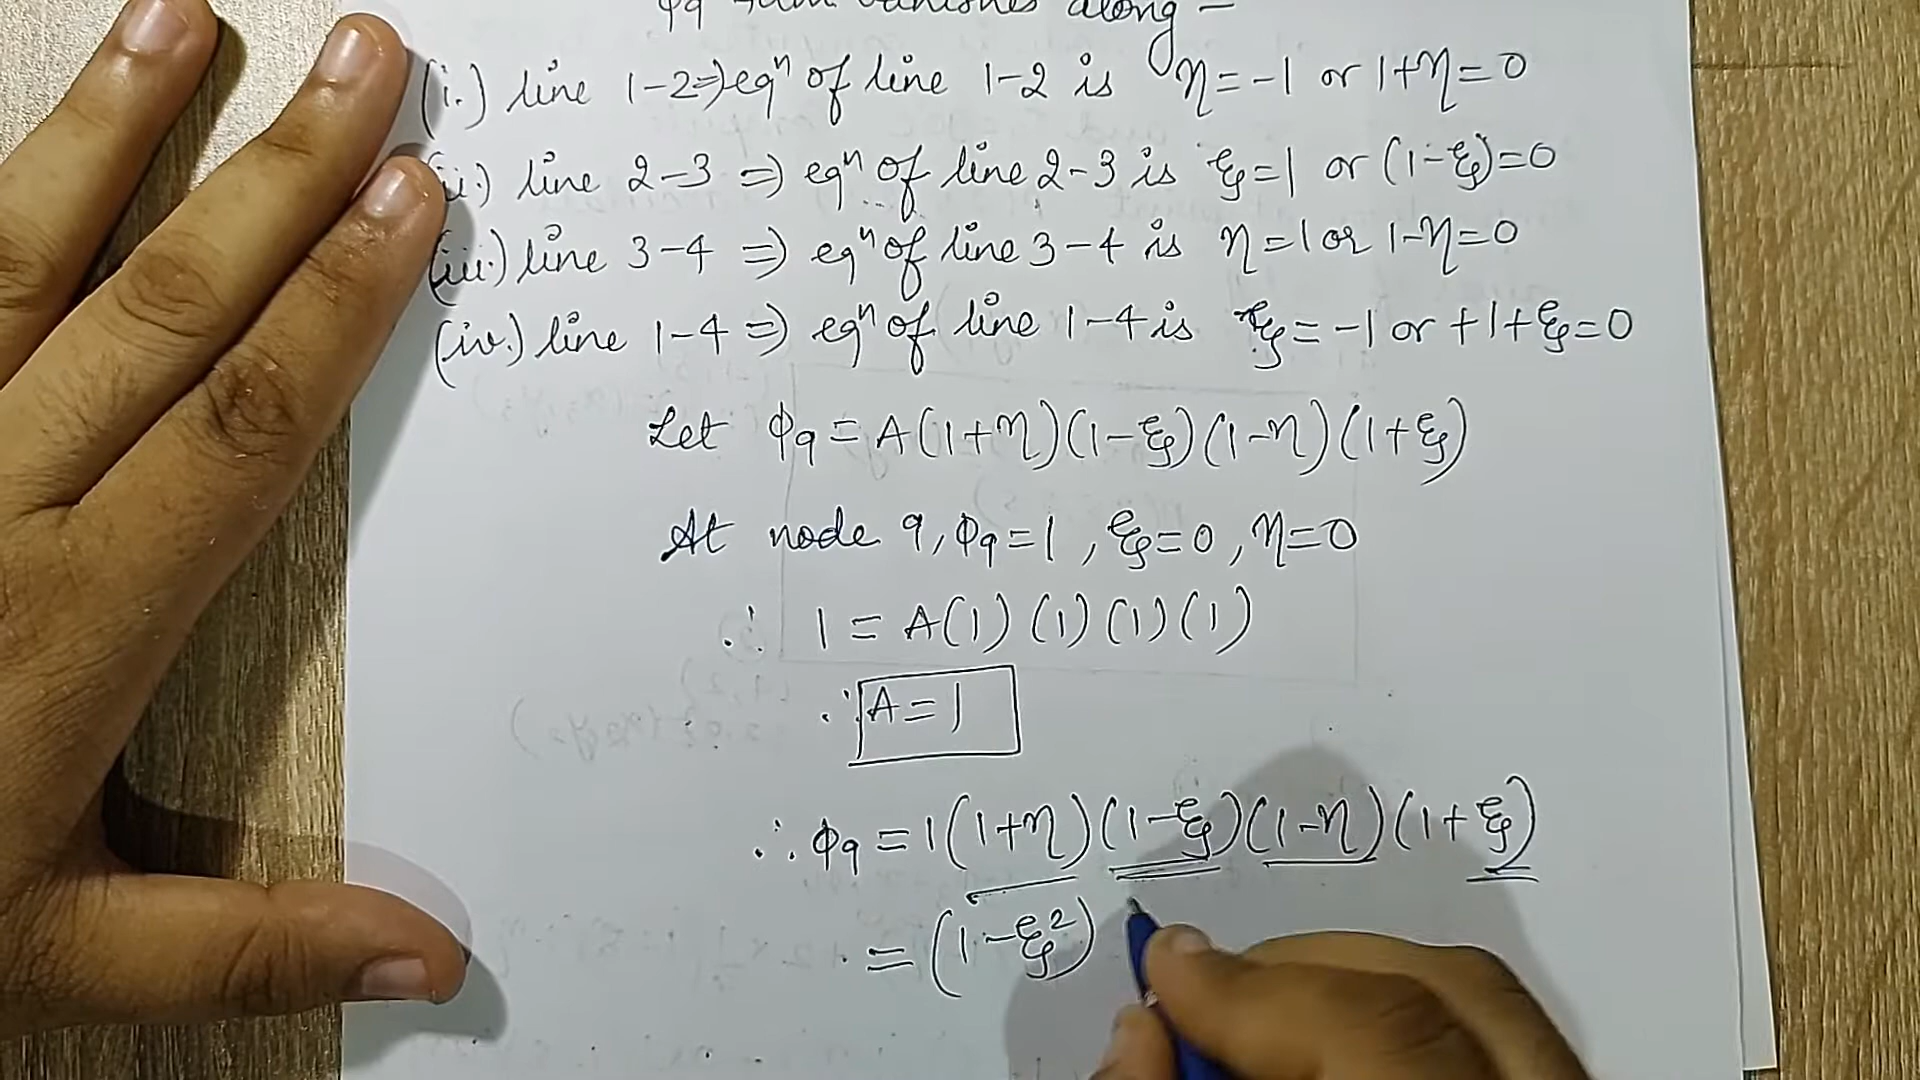 φ9 vanishes along –
(i.) line 1-2 ⇒ eqⁿ of line 1-2 is η = -1 or 1+η = 0
(ii.) line 2-3 ⇒ eqⁿ of line 2-3 is ξ = 1 or (1-ξ) = 0
(iii.) line 3-4 ⇒ eqⁿ of line 3-4 is η = 1 or 1-η = 0
(iv.) line 1-4 ⇒ eqⁿ of line 1-4 is ξ = -1 or +1+ξ = 0
Let φ9 = A(1+η)(1-ξ)(1-η)(1+ξ)
At node 9, φ9 = 1, ξ = 0, η = 0
∴ 1 = A(1)(1)(1)(1)
∴ A = 1
∴ φ9 = 1(1+η)(1-ξ)(1-η)(1+ξ)
= (1-ξ²)